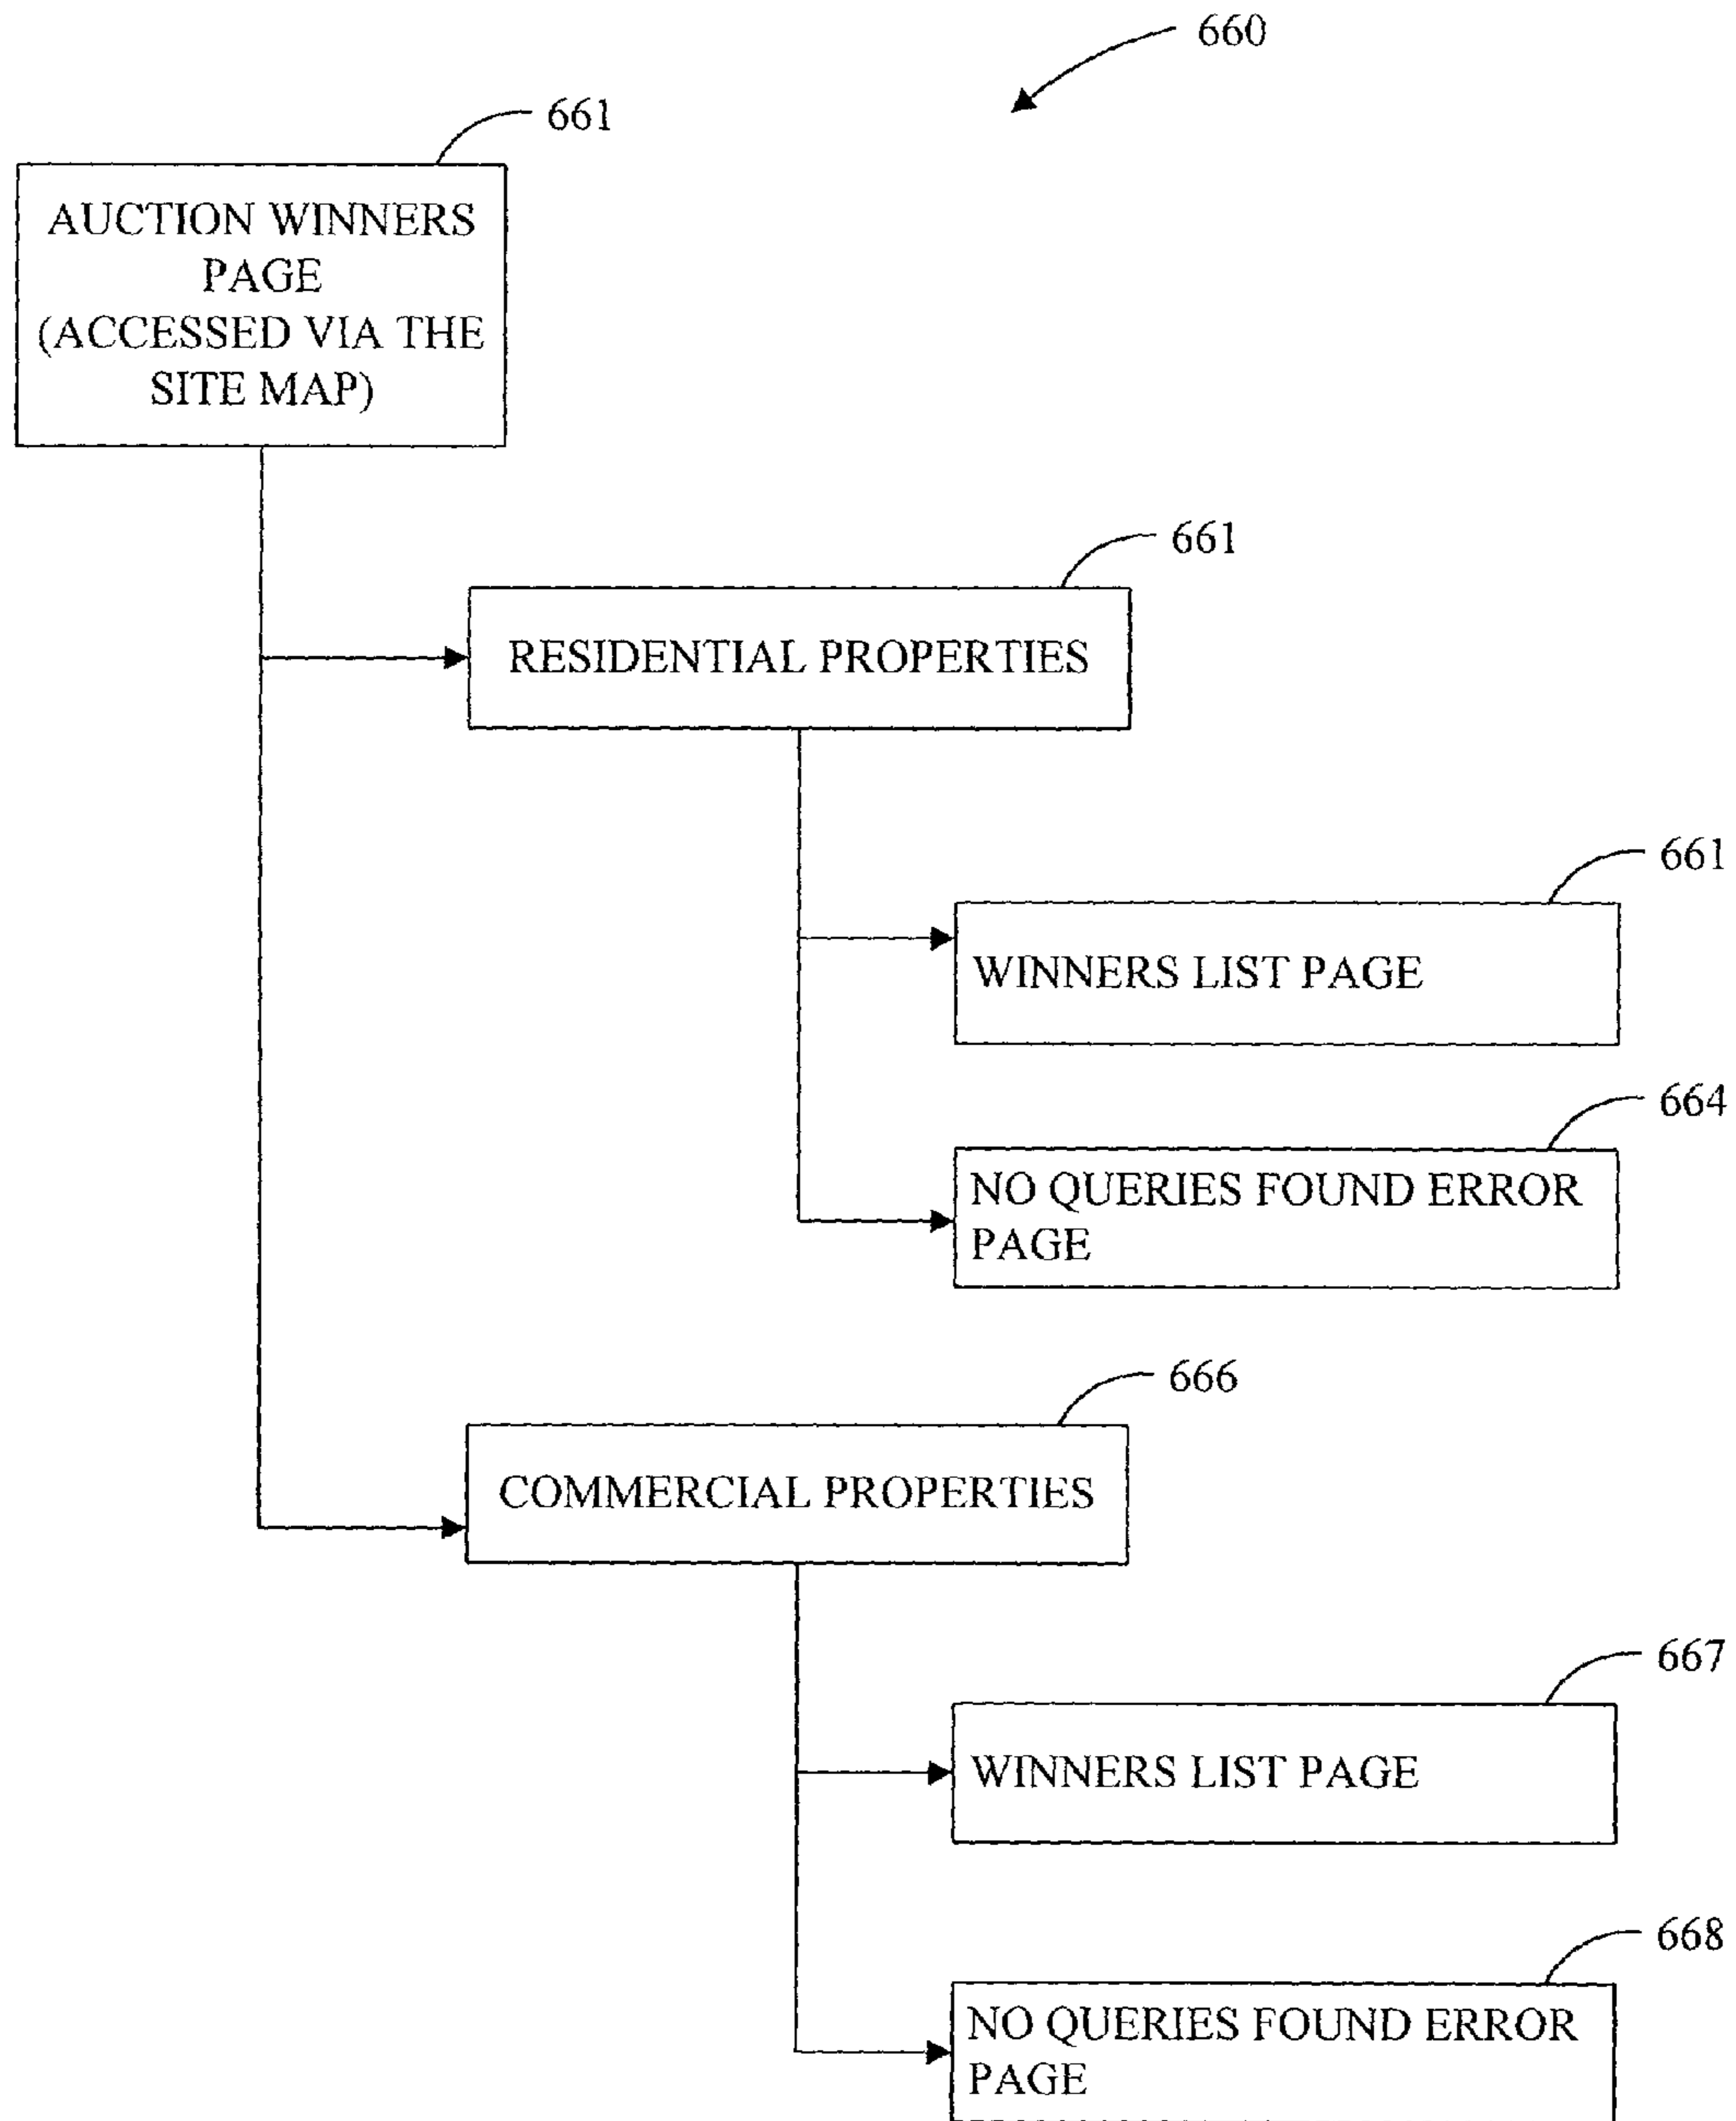 660
661
AUCTION WINNERS
PAGE
(ACCESSED VIA THE
SITE MAP)
661
RESIDENTIAL PROPERTIES
661
WINNERS LIST PAGE
664
NO QUERIES FOUND ERROR
PAGE
666
COMMERCIAL PROPERTIES
667
WINNERS LIST PAGE
668
NO QUERIES FOUND ERROR
PAGE